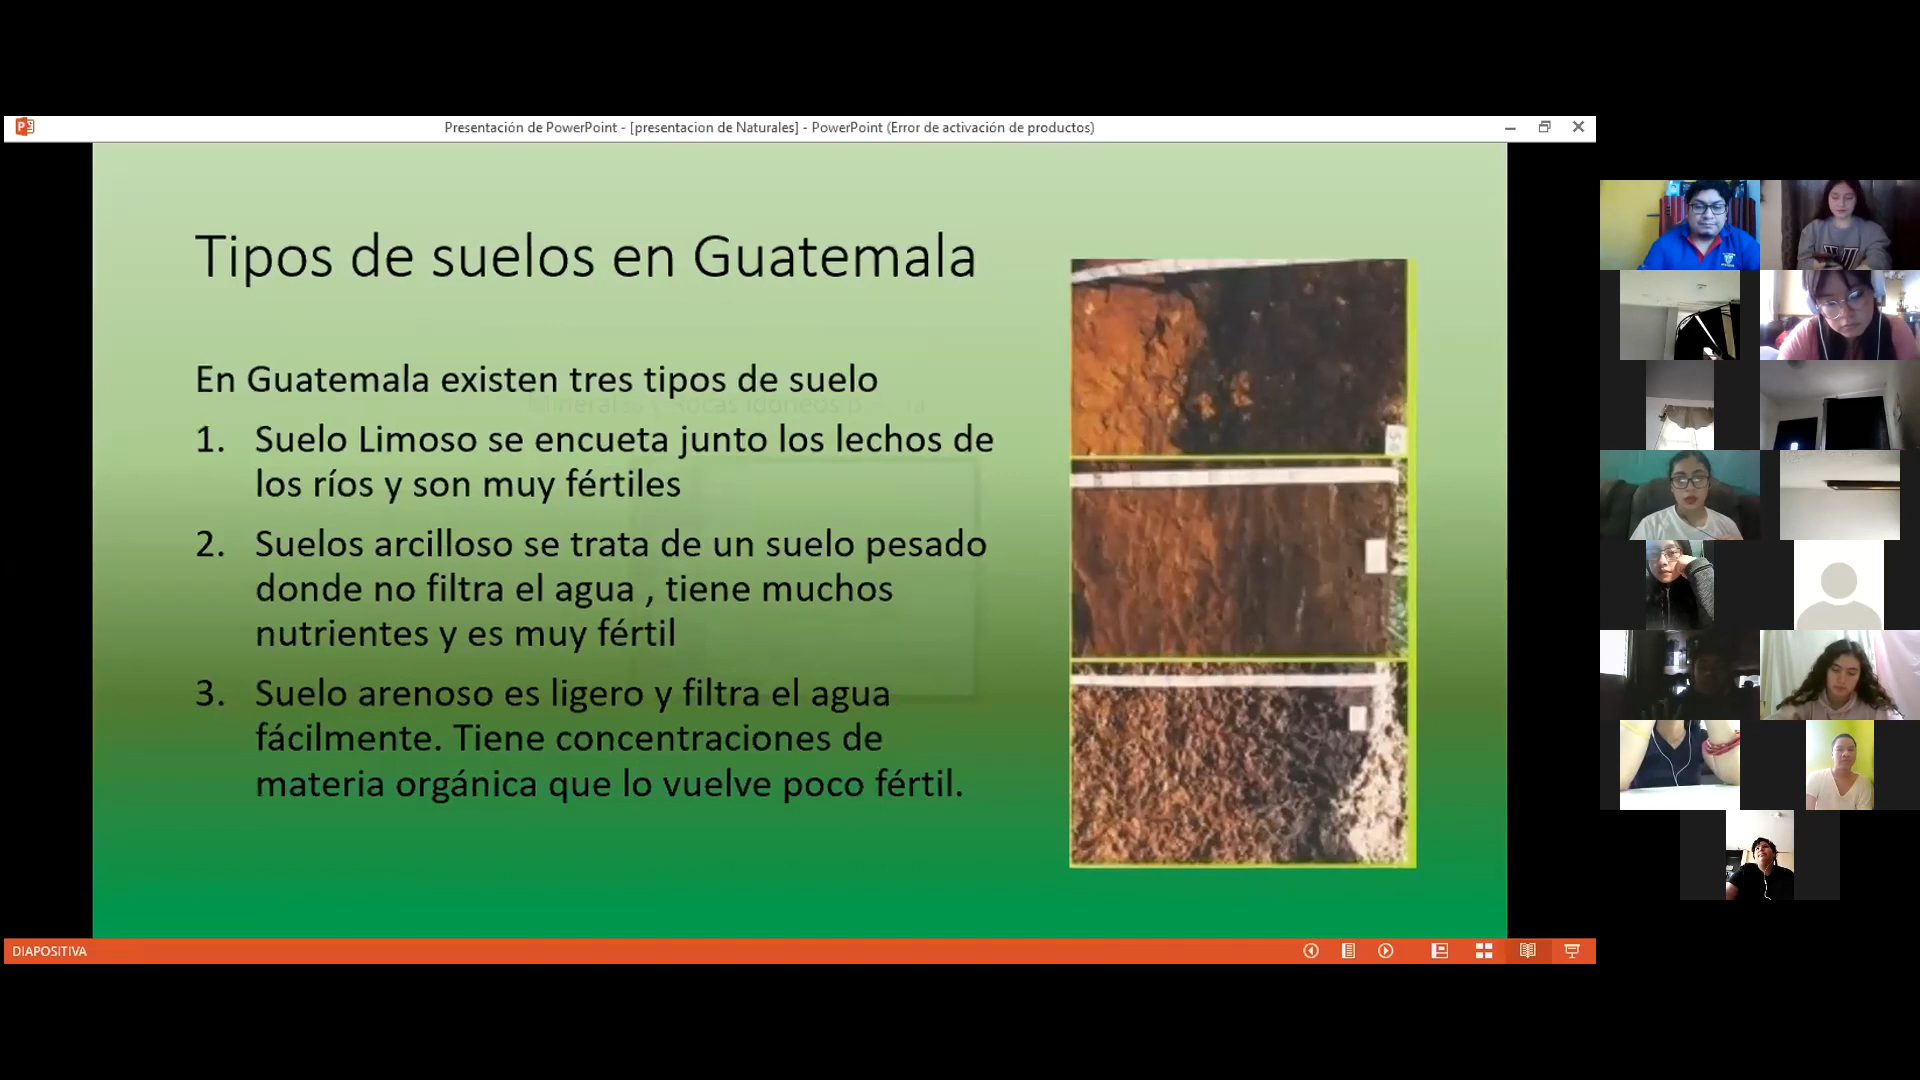 Presentación de PowerPoint - [presentacion de Naturales] - PowerPoint (Error de activación de productos)
Tipos de suelos en Guatemala
En Guatemala existen tres tipos de suelo
1. Suelo Limoso se encueta junto los lechos de
los ríos y son muy fértiles
2. Suelos arcilloso se trata de un suelo pesado
donde no filtra el agua , tiene muchos
nutrientes y es muy fértil
3. Suelo arenoso es ligero y filtra el agua
fácilmente. Tiene concentraciones de
materia orgánica que lo vuelve poco fértil.
DIAPOSITIVA